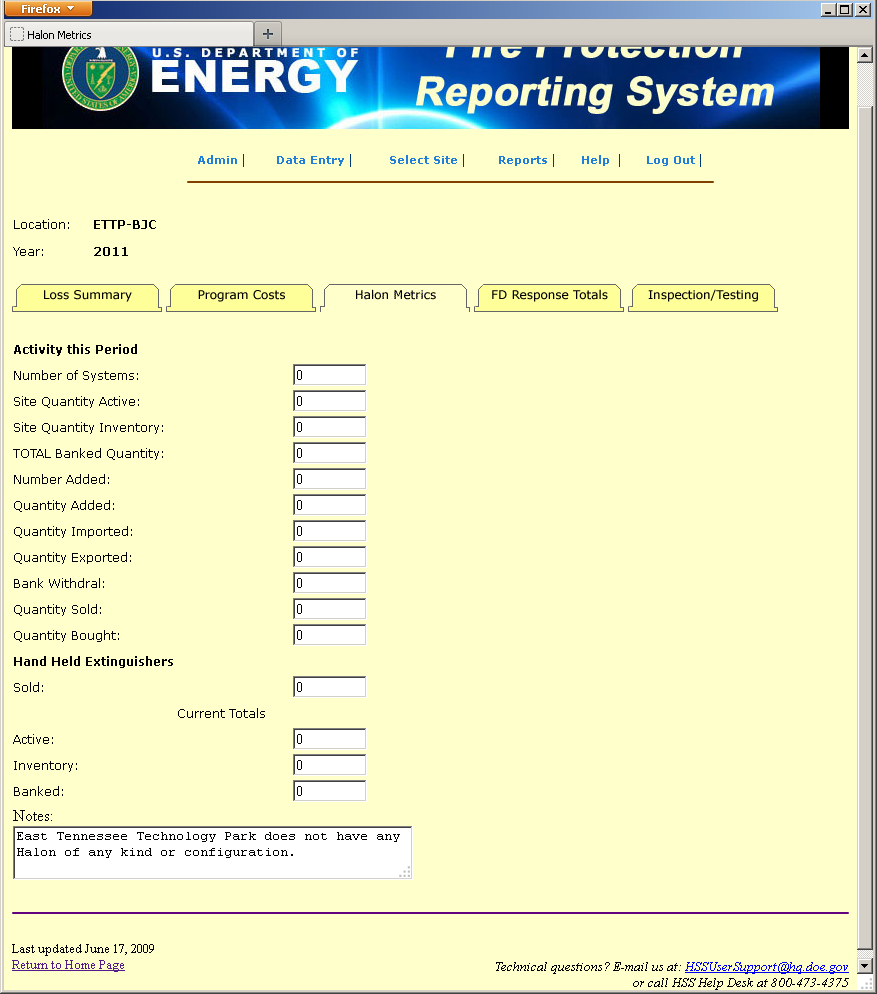 Firefox
Halon Metrics
U.S. DEPARTMENT OF
ENERGY
Fire Protection
Reporting System
Admin | Data Entry | Select Site | Reports | Help | Log Out |
Location: ETTP-BJC
Year: 2011
Loss Summary Program Costs Halon Metrics FD Response Totals Inspection/Testing
Activity this Period
Number of Systems: 0
Site Quantity Active: 0
Site Quantity Inventory: 0
TOTAL Banked Quantity: 0
Number Added: 0
Quantity Added: 0
Quantity Imported: 0
Quantity Exported: 0
Bank Withdral: 0
Quantity Sold: 0
Quantity Bought: 0
Hand Held Extinguishers
Sold: 0
Current Totals
Active: 0
Inventory: 0
Banked: 0
Notes:
East Tennessee Technology Park does not have any
Halon of any kind or configuration.
Last updated June 17, 2009
Return to Home Page
Technical questions? E-mail us at: HSSUserSupport@hq.doe.gov
or call HSS Help Desk at 800-473-4375